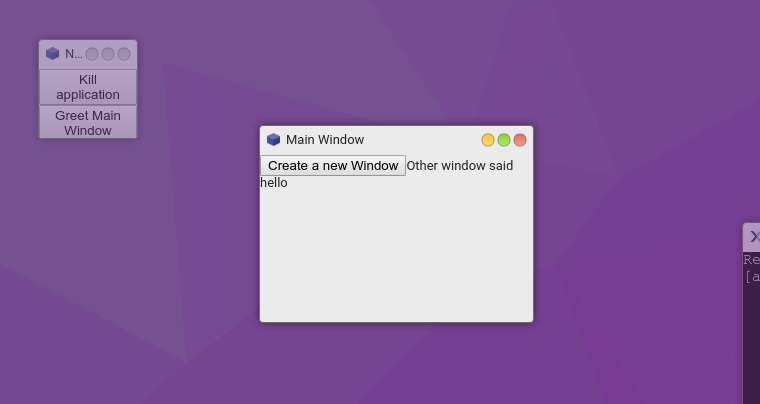 N...
Kill
application
Greet Main
Window
Main Window
Create a new Window Other window said
hello
Re
[a